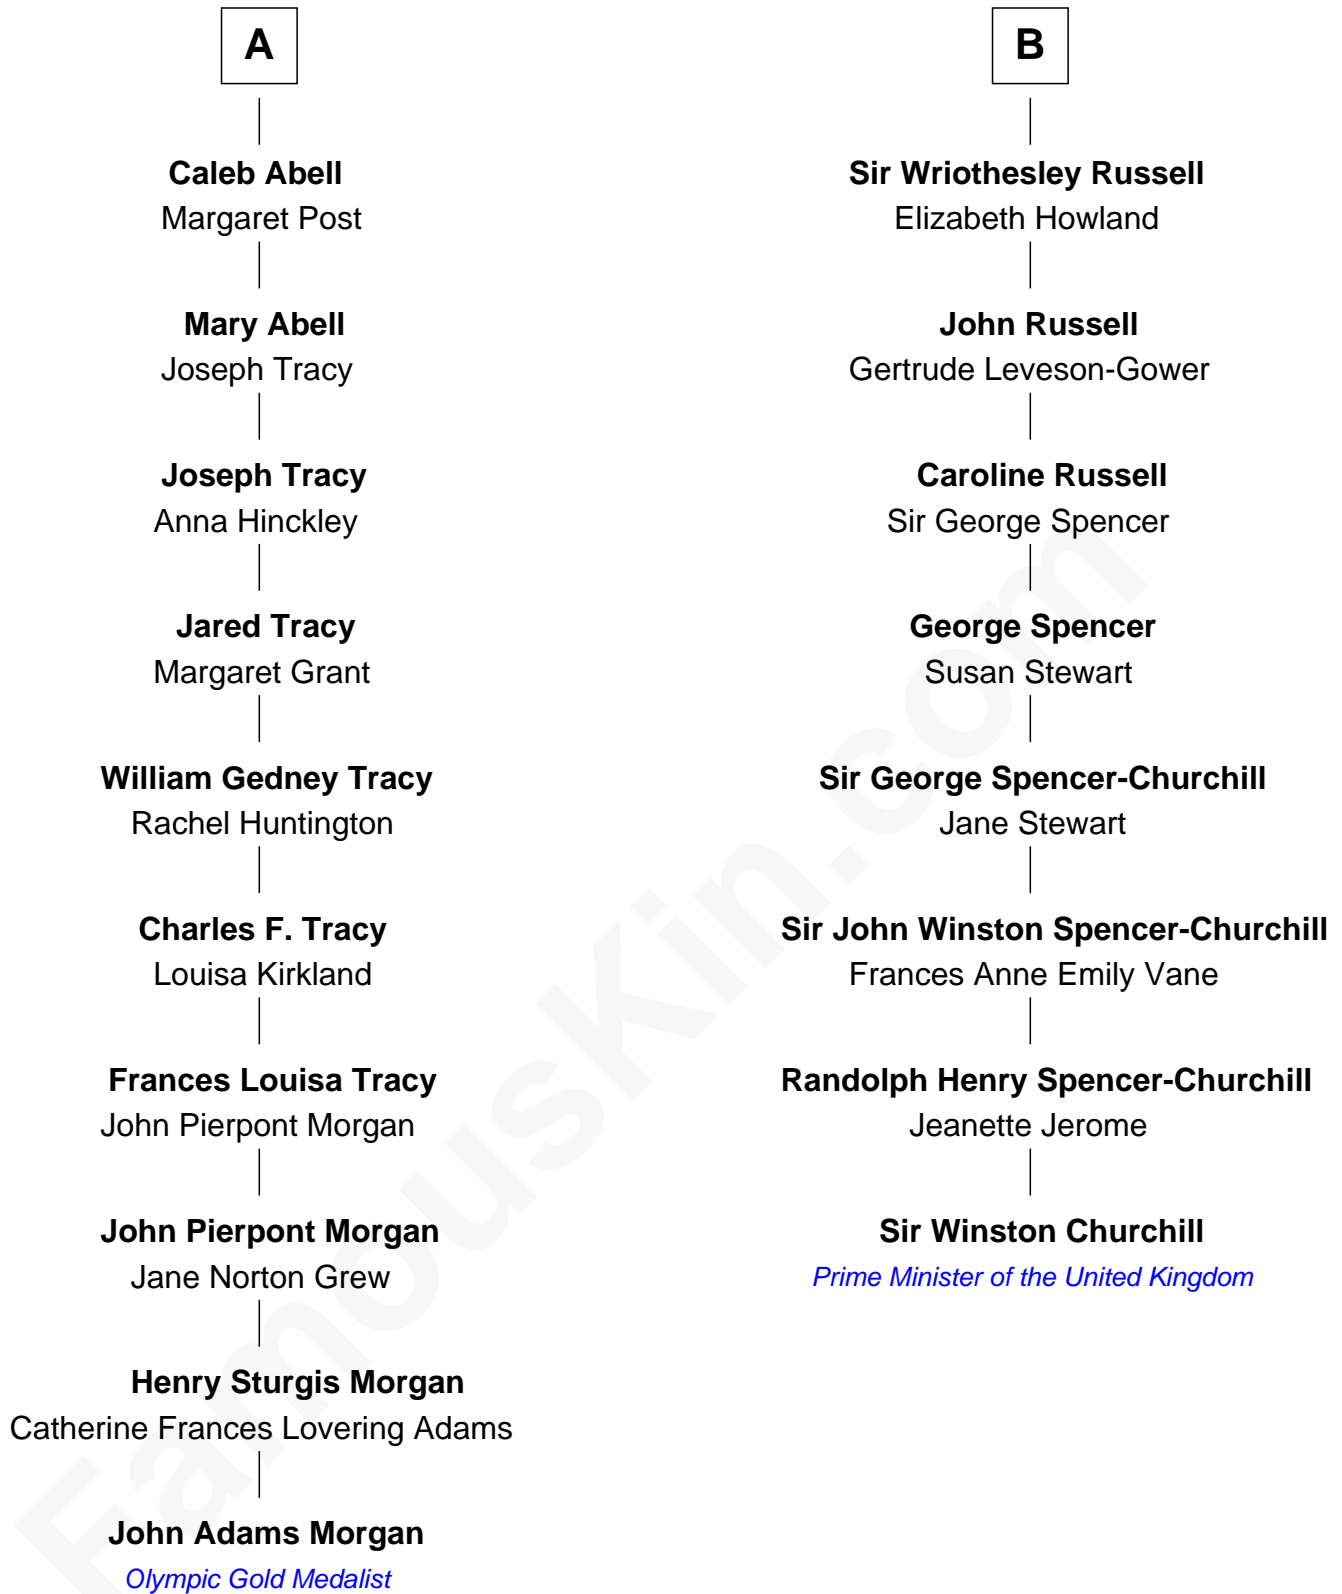 A
Caleb Abell
Margaret Post
Mary Abell
Joseph Tracy
Joseph Tracy
Anna Hinckley
Jared Tracy
Margaret Grant
William Gedney Tracy
Rachel Huntington
Charles F. Tracy
Louisa Kirkland
Frances Louisa Tracy
John Pierpont Morgan
John Pierpont Morgan
Jane Norton Grew
Henry Sturgis Morgan
Catherine Frances Lovering Adams
John Adams Morgan
Olympic Gold Medalist
B
Sir Wriothesley Russell
Elizabeth Howland
John Russell
Gertrude Leveson-Gower
Caroline Russell
Sir George Spencer
George Spencer
Susan Stewart
Sir George Spencer-Churchill
Jane Stewart
Sir John Winston Spencer-Churchill
Frances Anne Emily Vane
Randolph Henry Spencer-Churchill
Jeanette Jerome
Sir Winston Churchill
Prime Minister of the United Kingdom
FamousKin.com